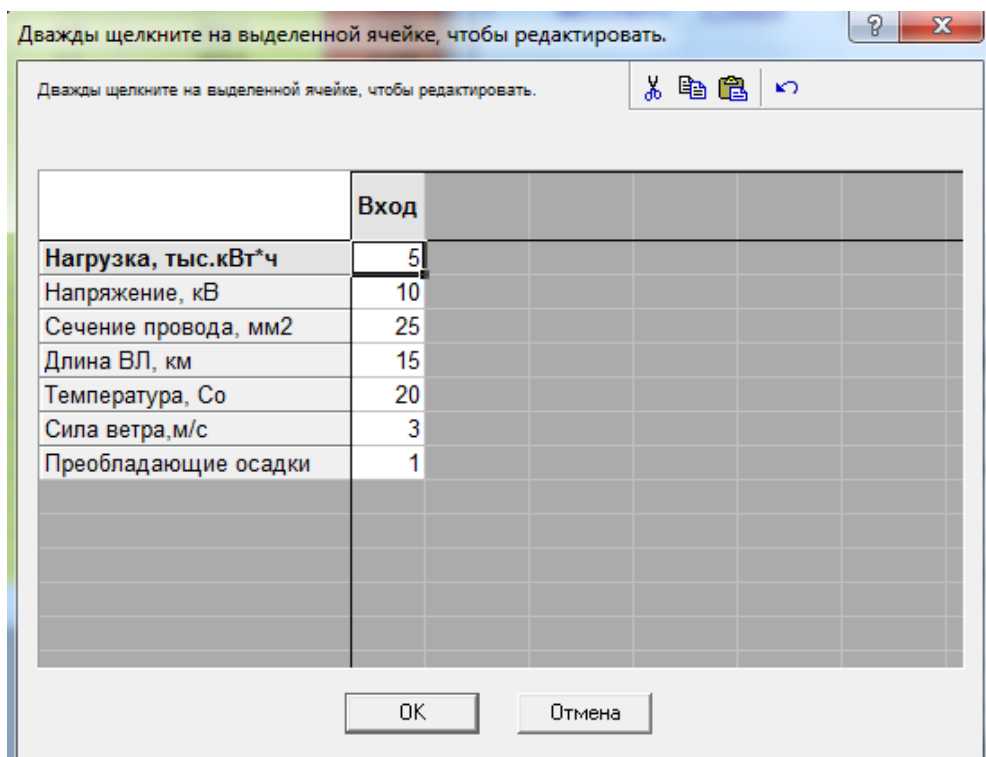 Дважды щелкните на выделенной ячейке, чтобы редактировать.
Дважды щелкните на выделенной ячейке, чтобы редактировать.
Вход
Нагрузка, тыс.кВт*ч 5
Напряжение, кВ 10
Сечение провода, мм2 25
Длина ВЛ, км 15
Температура, Со 20
Сила ветра,м/с 3
Преобладающие осадки 1
OK Отмена